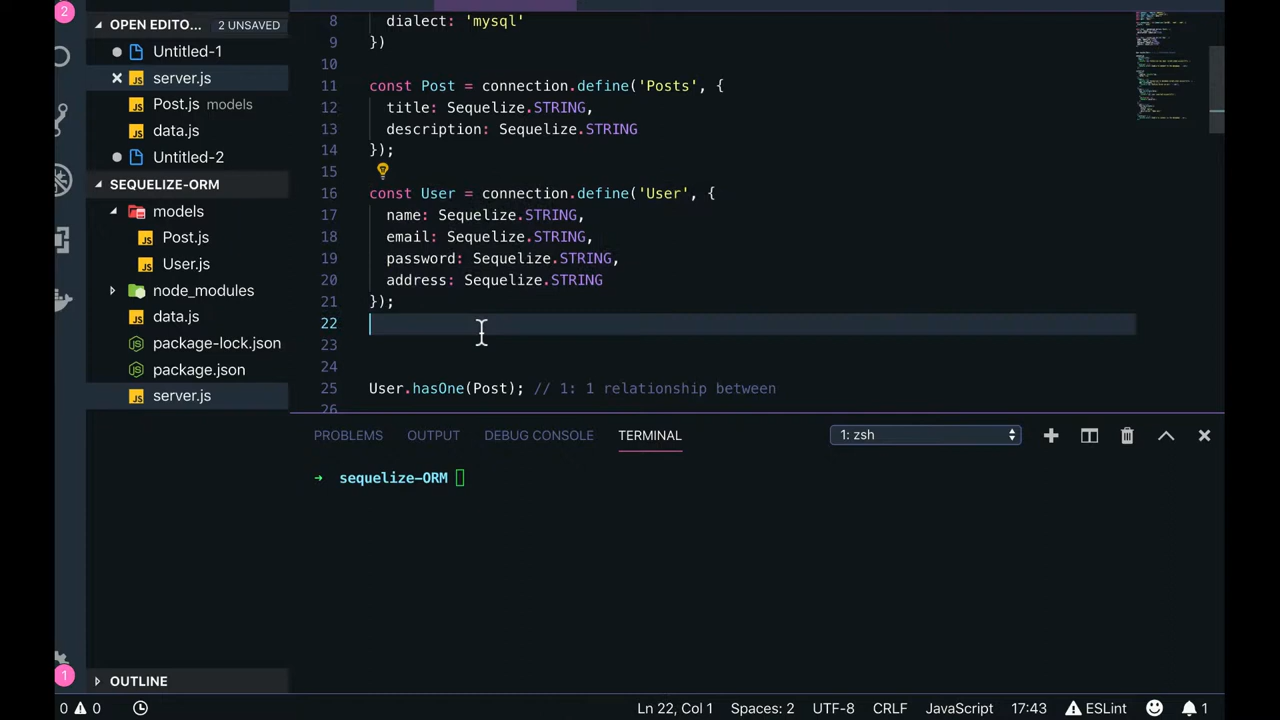 2
OPEN EDITO... 2 UNSAVED
Untitled-1
server.js
Post.js models
data.js
Untitled-2
SEQUELIZE-ORM
models
Post.js
User.js
node_modules
data.js
package-lock.json
package.json
server.js
OUTLINE
1
8 dialect: 'mysql'
9 })
10
11 const Post = connection.define('Posts', {
12 title: Sequelize.STRING,
13 description: Sequelize.STRING
14 });
15
16 const User = connection.define('User', {
17 name: Sequelize.STRING,
18 email: Sequelize.STRING,
19 password: Sequelize.STRING,
20 address: Sequelize.STRING
21 });
22
23
24
25 User.hasOne(Post); // 1: 1 relationship between
26
PROBLEMS OUTPUT DEBUG CONSOLE TERMINAL 1: zsh
→ sequelize-ORM
0 0 Ln 22, Col 1 Spaces: 2 UTF-8 CRLF JavaScript 17:43 ESLint 1